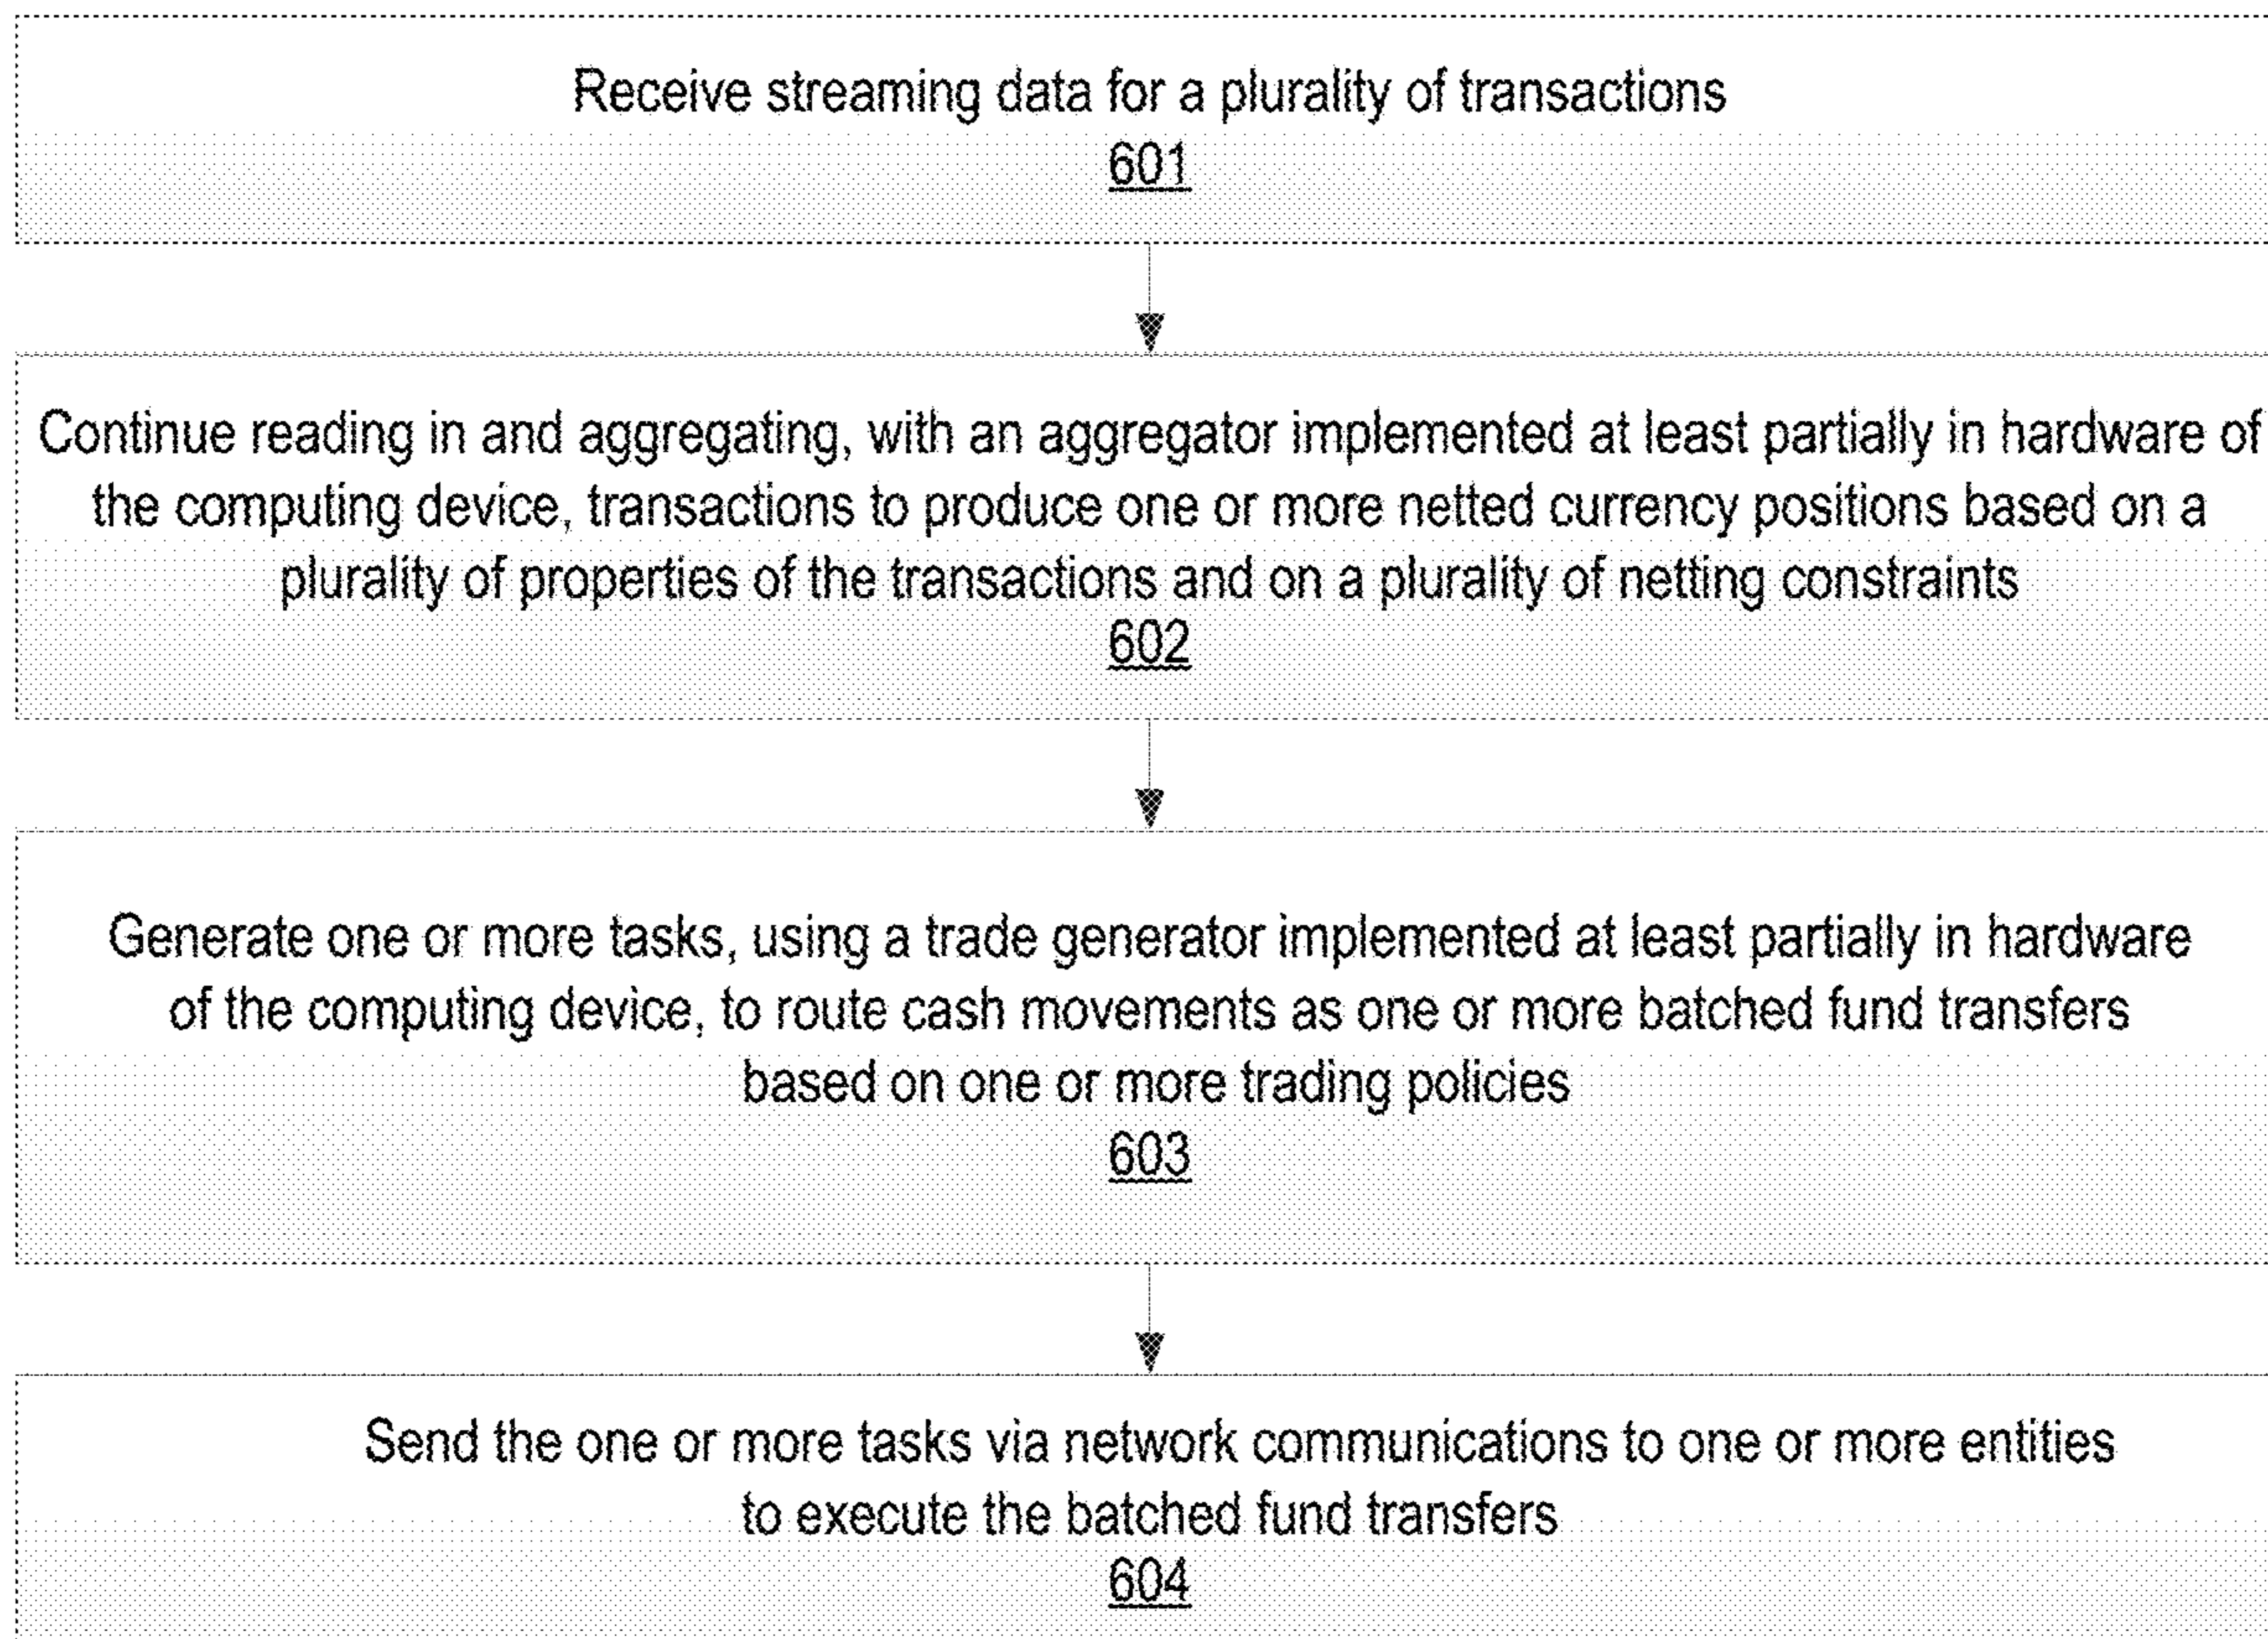 Receive streaming data for a plurality of transactions
601
Continue reading in and aggregating, with an aggregator implemented at least partially in hardware of
the computing device, transactions to produce one or more netted currency positions based on a
plurality of properties of the transactions and on a plurality of netting constraints
602
Generate one or more tasks, using a trade generator implemented at least partially in hardware
of the computing device, to route cash movements as one or more batched fund transfers
based on one or more trading policies
603
Send the one or more tasks via network communications to one or more entities
to execute the batched fund transfers
604